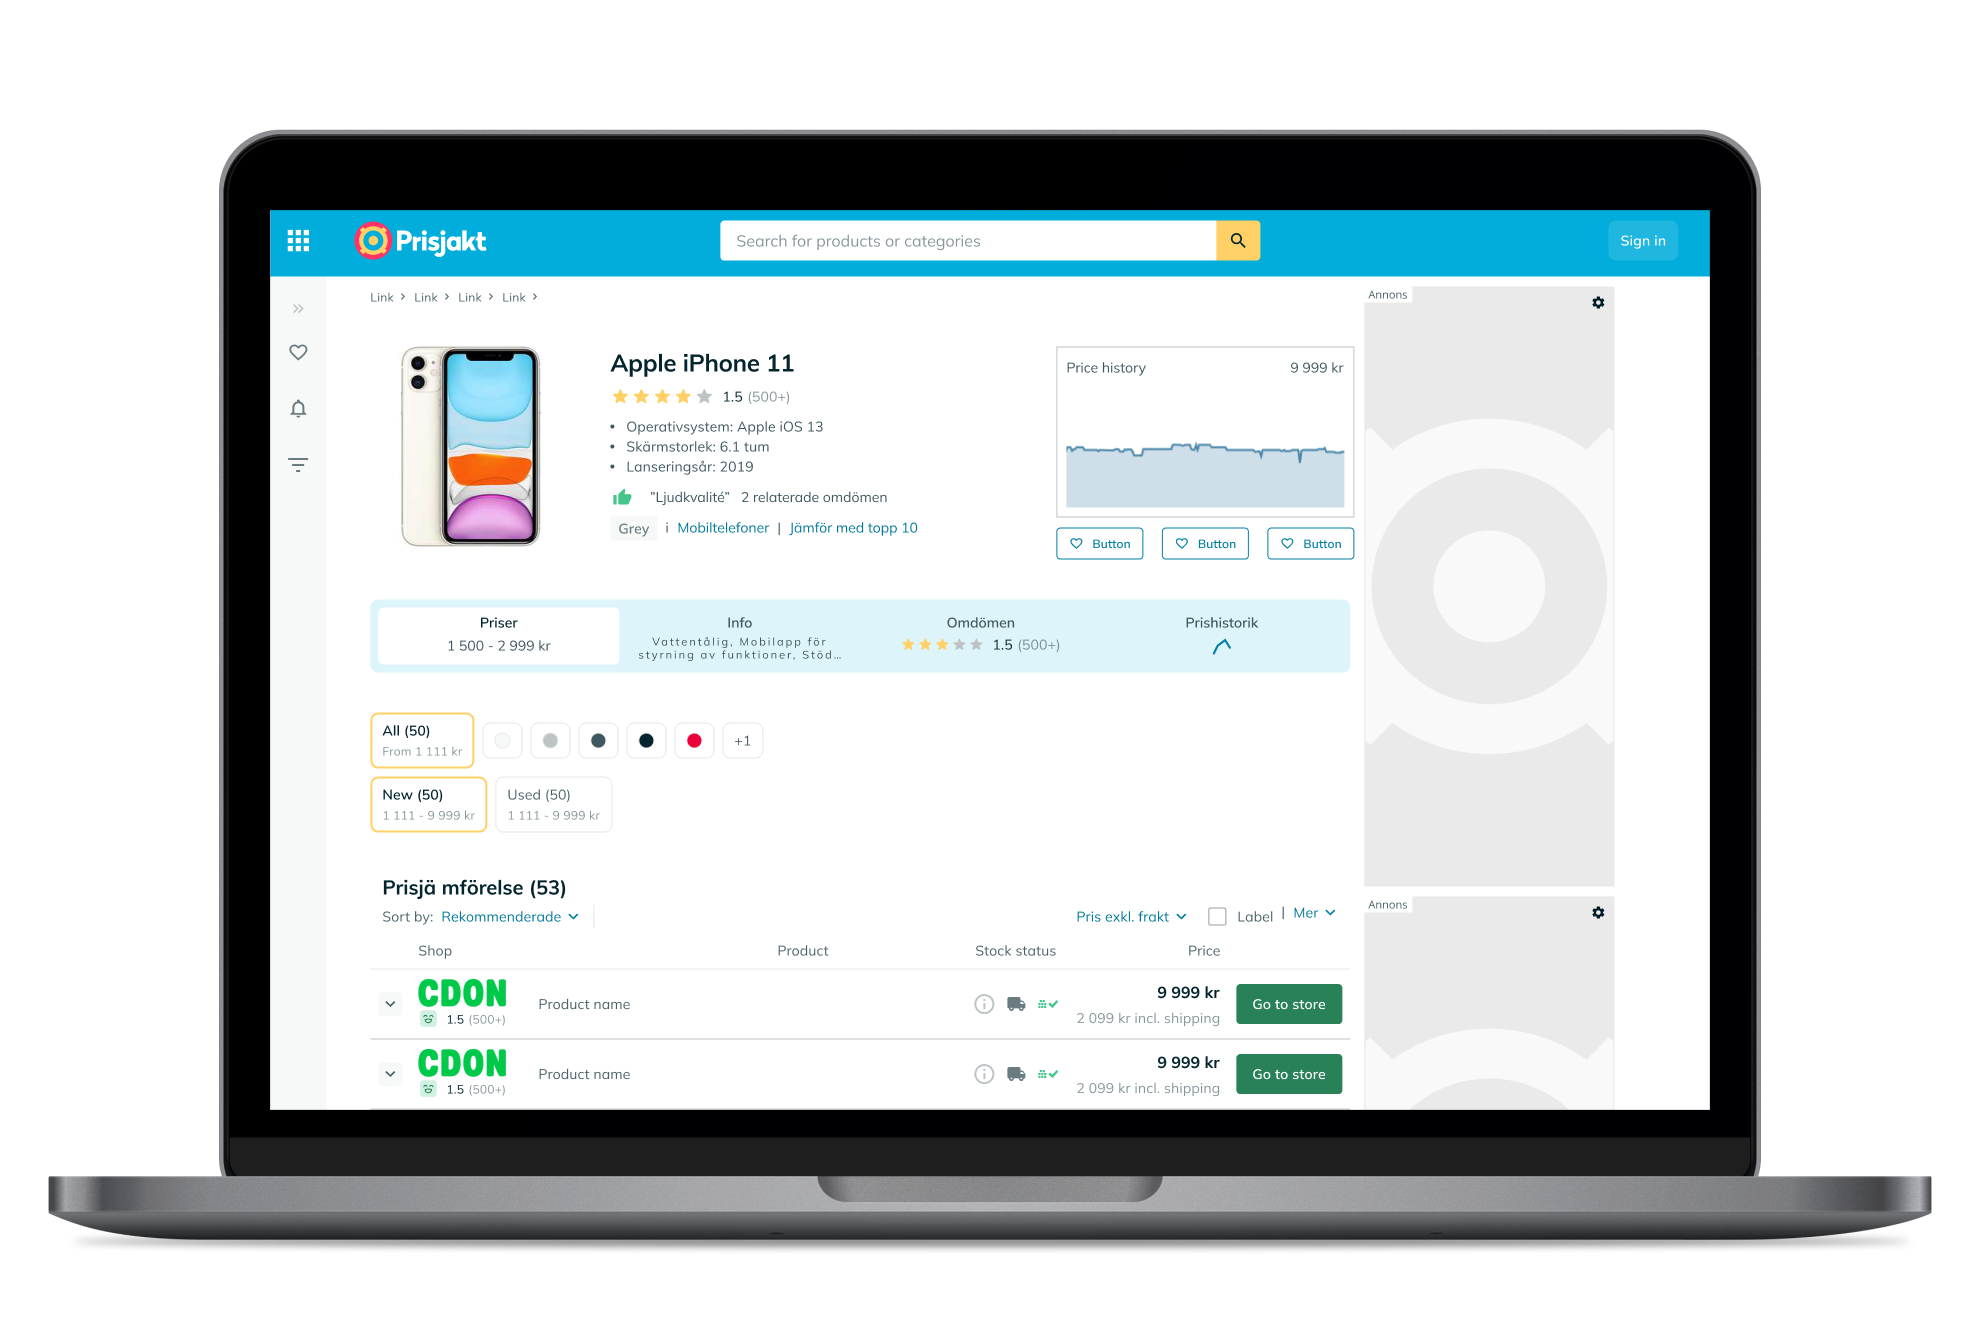 Prisjakt
Search for products or categories
Sign in
Link > Link > Link > Link >
Annons
Apple iPhone 11
1.5 (500+)
• Operativsystem: Apple iOS 13
• Skärmstorlek: 6.1 tum
• Lanseringsår: 2019
”Ljudkvalité” 2 relaterade omdömen
Grey i Mobiltelefoner | Jämför med topp 10
Price history 9 999 kr
Button Button Button
Priser
1 500 - 2 999 kr
Info
Vattentålig, Mobilapp för
styrning av funktioner, Stöd...
Omdömen
1.5 (500+)
Prishistorik
All (50)
From 1 111 kr
+1
New (50)
1 111 - 9 999 kr
Used (50)
1 111 - 9 999 kr
Prisjä mförelse (53)
Sort by: Rekommenderade
Pris exkl. frakt Label | Mer
Annons
Shop Product Stock status Price
CDON
1.5 (500+)
Product name
9 999 kr
2 099 kr incl. shipping
Go to store
CDON
1.5 (500+)
Product name
9 999 kr
2 099 kr incl. shipping
Go to store